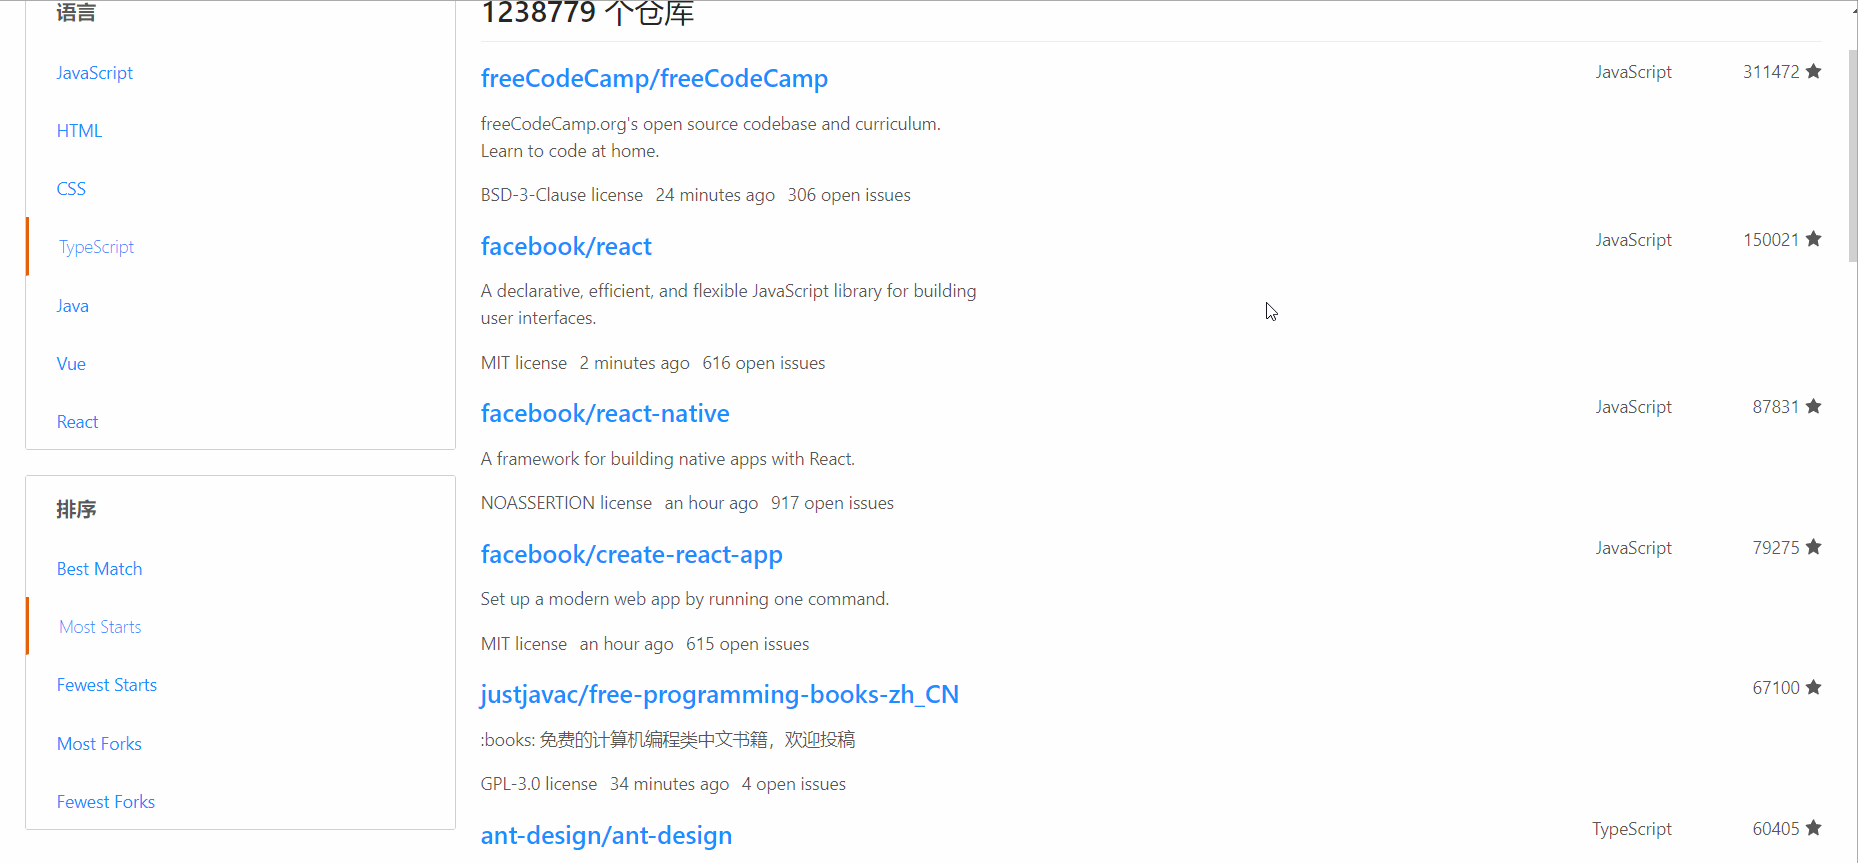 语言
JavaScript
HTML
CSS
TypeScript
Java
Vue
React
排序
Best Match
Most Starts
Fewest Starts
Most Forks
Fewest Forks
1238779 个仓库
freeCodeCamp/freeCodeCamp
JavaScript 311472
freeCodeCamp.org's open source codebase and curriculum.
Learn to code at home.
BSD-3-Clause license 24 minutes ago 306 open issues
facebook/react
JavaScript 150021
A declarative, efficient, and flexible JavaScript library for building
user interfaces.
MIT license 2 minutes ago 616 open issues
facebook/react-native
JavaScript 87831
A framework for building native apps with React.
NOASSERTION license an hour ago 917 open issues
facebook/create-react-app
JavaScript 79275
Set up a modern web app by running one command.
MIT license an hour ago 615 open issues
justjavac/free-programming-books-zh_CN
67100
:books: 免费的计算机编程类中文书籍，欢迎投稿
GPL-3.0 license 34 minutes ago 4 open issues
ant-design/ant-design
TypeScript 60405